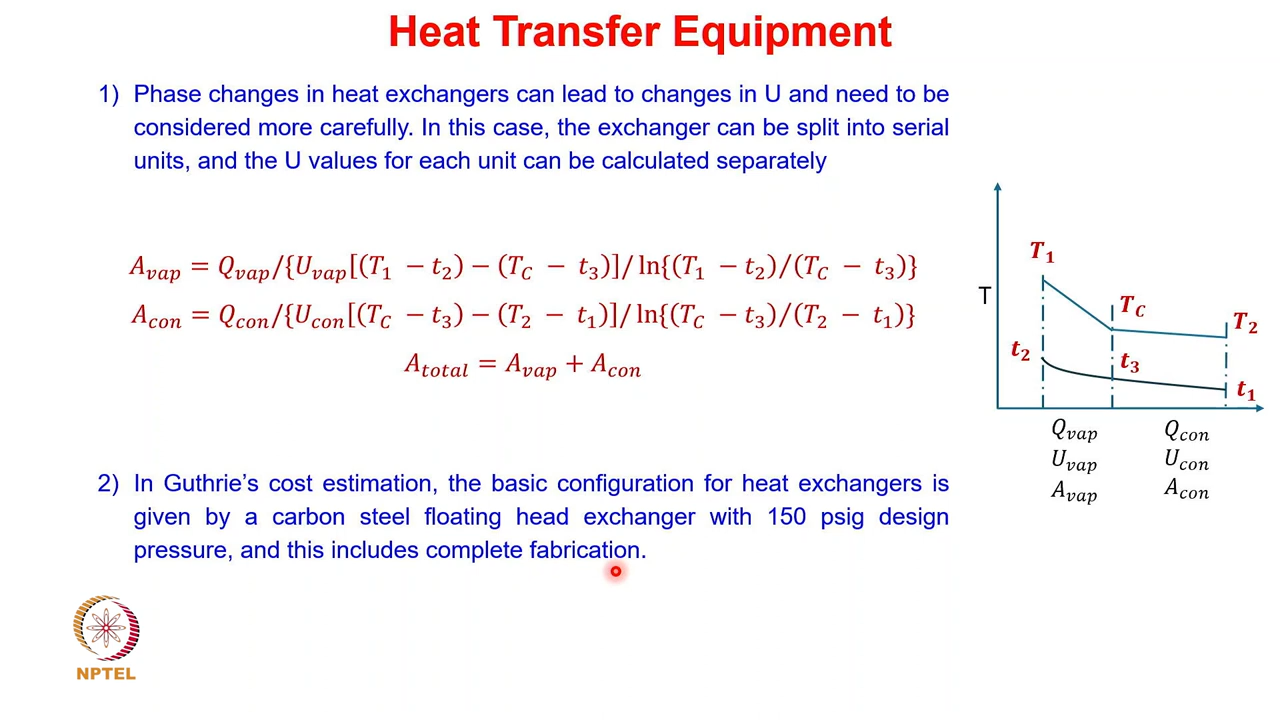 Heat Transfer Equipment
1) Phase changes in heat exchangers can lead to changes in U and need to be
considered more carefully. In this case, the exchanger can be split into serial
units, and the U values for each unit can be calculated separately
A_vap = Q_vap/{U_vap[(T_1 − t_2) − (T_C − t_3)]/ ln{(T_1 − t_2)/(T_C − t_3)}
A_con = Q_con/{U_con[(T_C − t_3) − (T_2 − t_1)]/ ln{(T_C − t_3)/(T_2 − t_1)}
A_total = A_vap + A_con
T
T_1
T_C
T_2
t_2
t_3
t_1
Q_vap Q_con
U_vap U_con
A_vap A_con
2) In Guthrie’s cost estimation, the basic configuration for heat exchangers is
given by a carbon steel floating head exchanger with 150 psig design
pressure, and this includes complete fabrication.
NPTEL